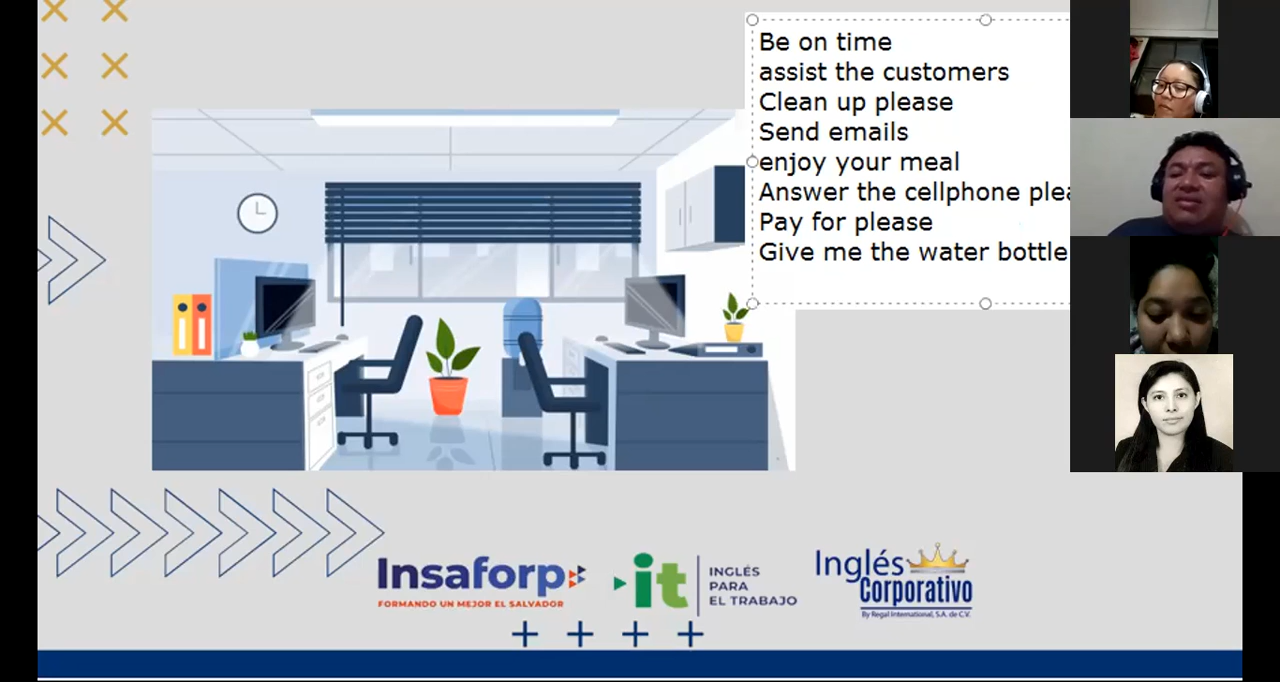 Be on time
assist the customers
Clean up please
Send emails
enjoy your meal
Answer the cellphone
Pay for please
Give me the water bottle
Insaforp
FORMANDO UN MEJOR EL SALVADOR
it
INGLÉS
PARA
EL TRABAJO
Inglés
Corporativo
By Regal International, S.A. de C.V.